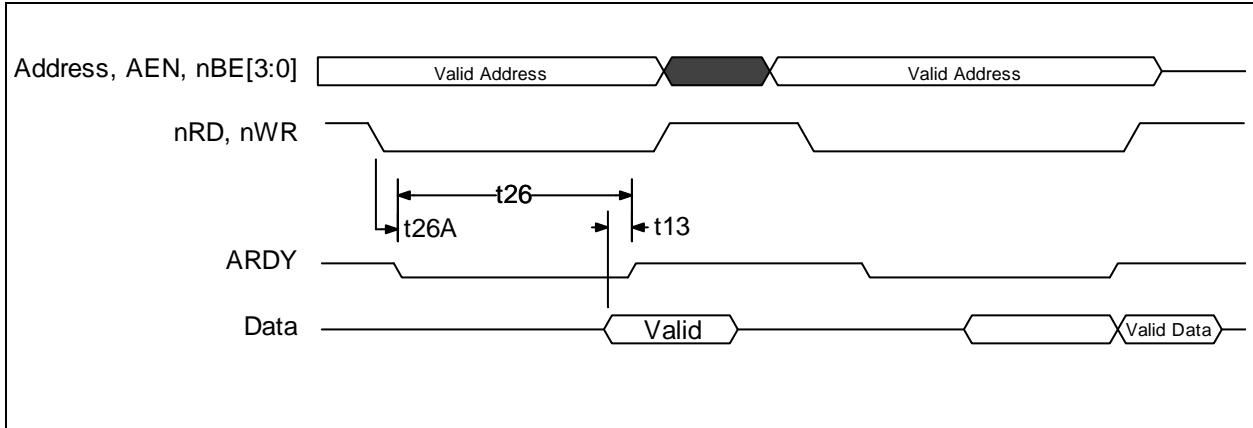 Address, AEN, nBE[3:0]
Valid Address
Valid Address
nRD, nWR
t26
t26A
t13
ARDY
Data
Valid
Valid Data